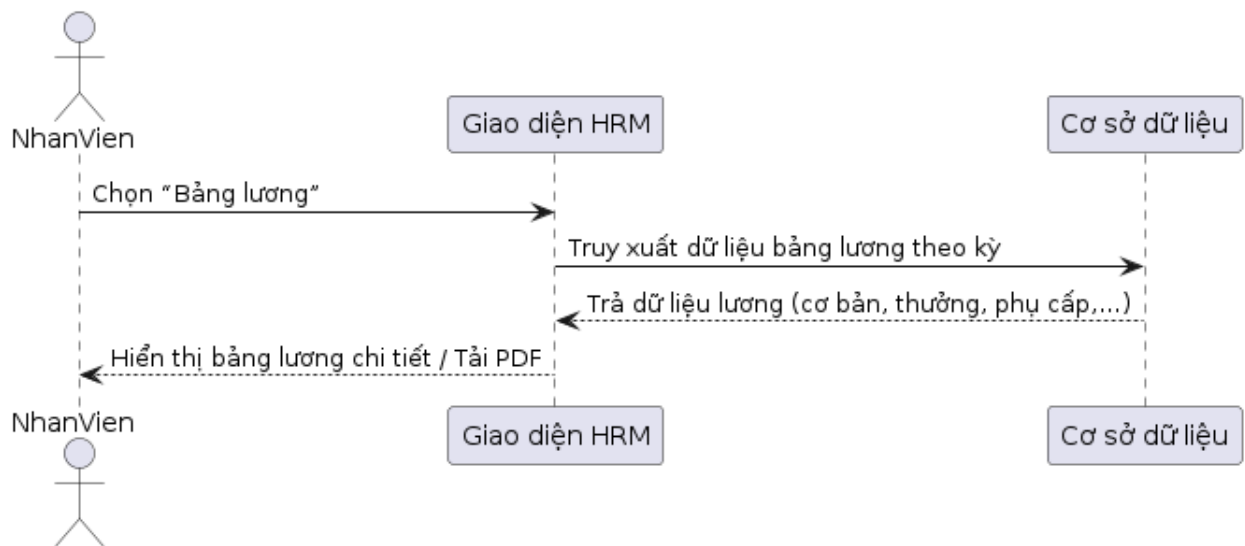 NhanVien
Giao diện HRM
Cơ sở dữ liệu
Chọn “Bảng lương”
Truy xuất dữ liệu bảng lương theo kỳ
Trả dữ liệu lương (cơ bản, thưởng, phụ cấp,...)
Hiển thị bảng lương chi tiết / Tải PDF
NhanVien
Giao diện HRM
Cơ sở dữ liệu